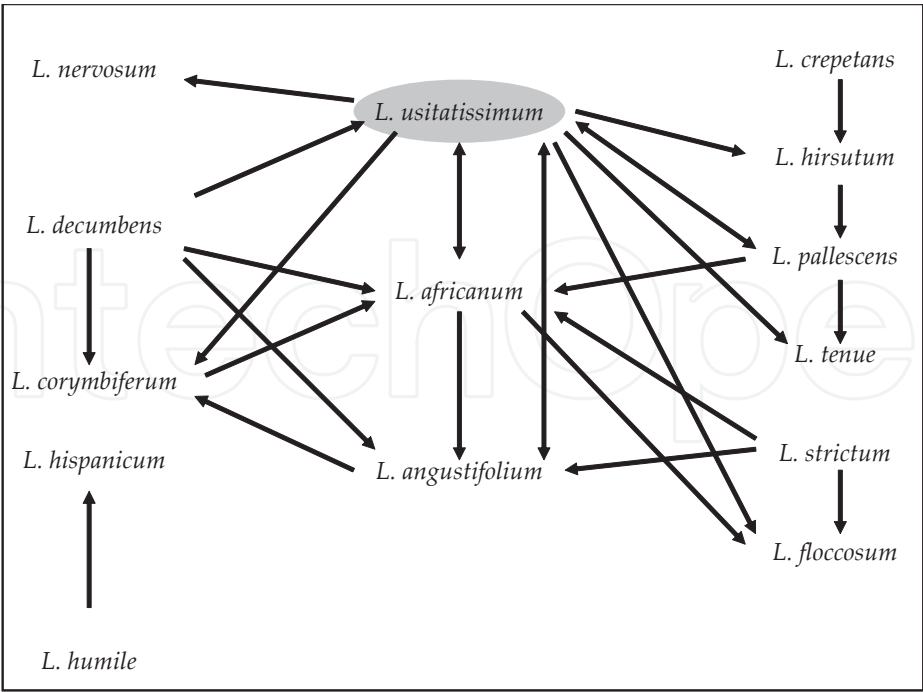 L. nervosum
L. usitatissimum
L. crepetans
L. hirsutum
L. decumbens
L. pallescens
L. africanum
L. tenue
L. corymbiferum
L. hispanicum
L. angustifolium
L. strictum
L. floccosum
L. humile